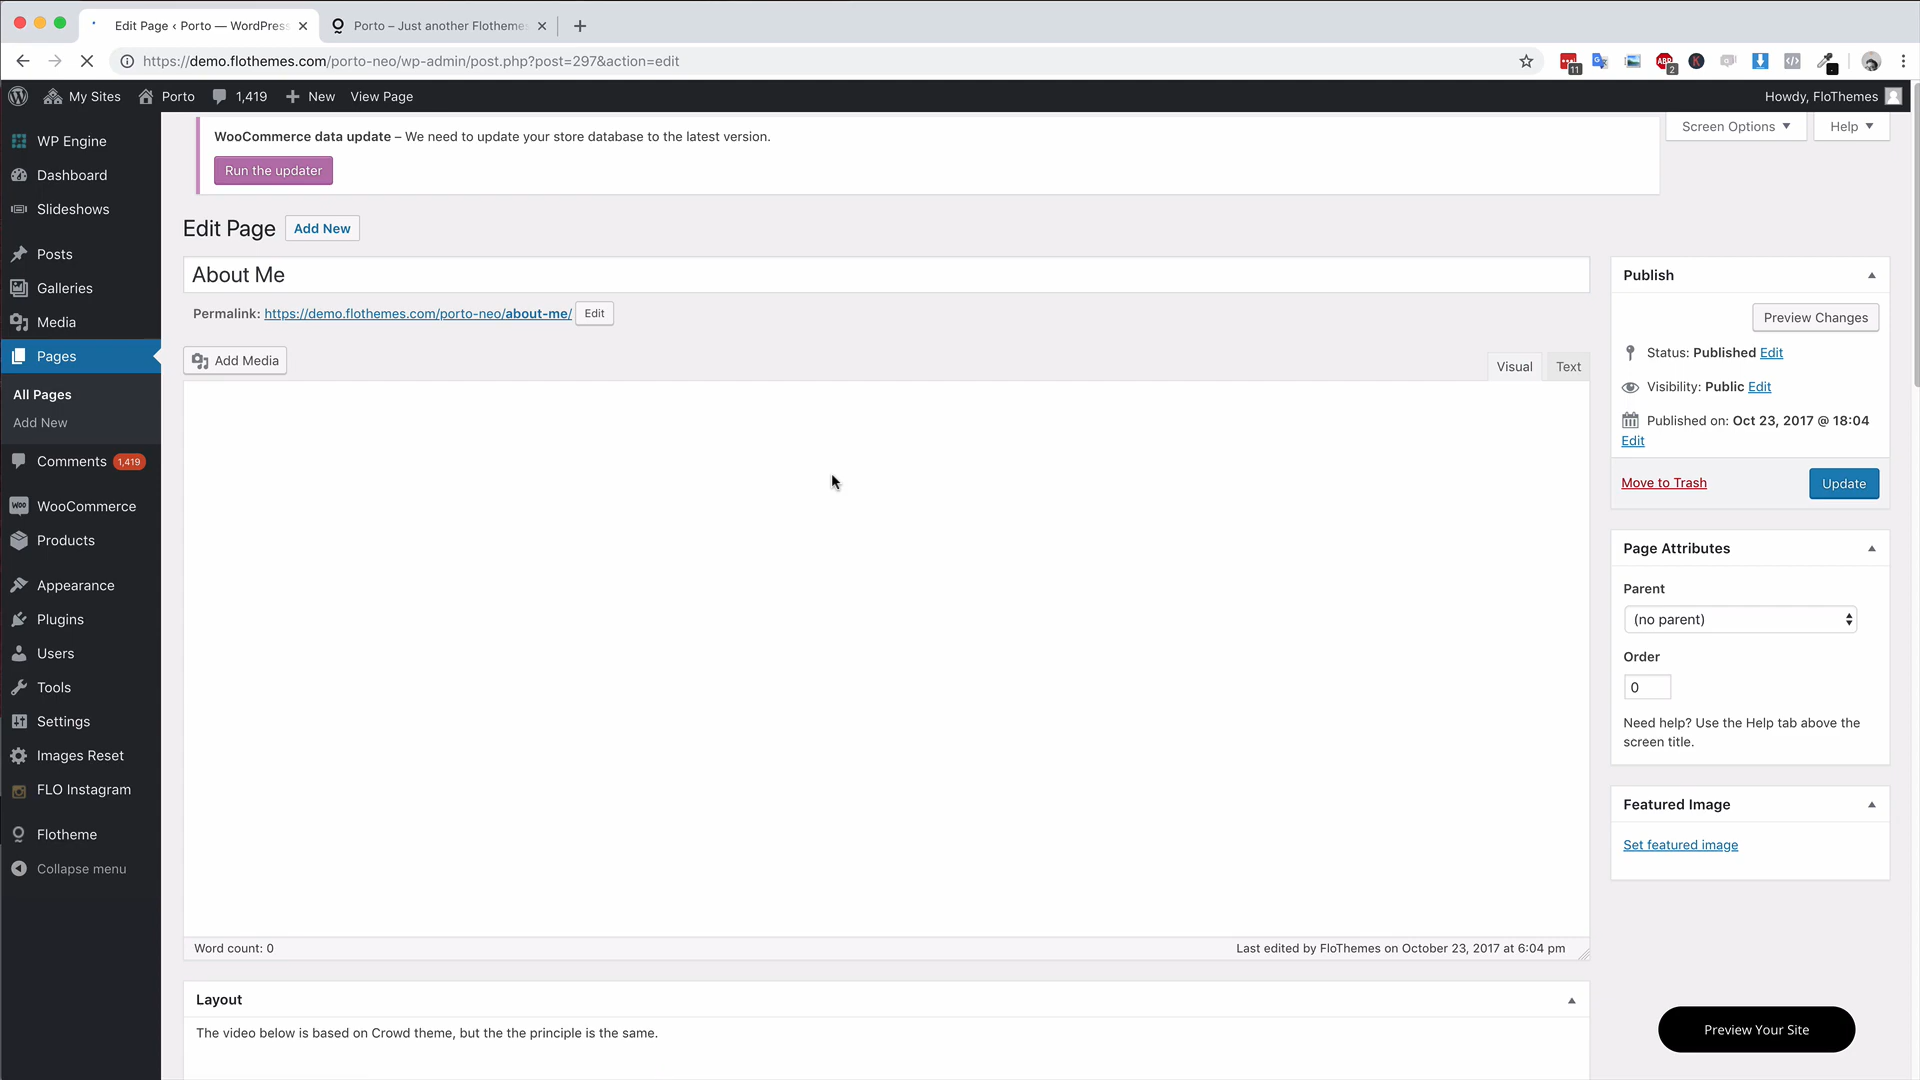 Edit Page ‹ Porto — WordPress
Porto – Just another Flothemes
https://demo.flothemes.com/porto-neo/wp-admin/post.php?post=297&action=edit
11
2
My Sites
Porto
1,419
New
View Page
Howdy, FloThemes
WP Engine
Dashboard
Slideshows
Posts
Galleries
Media
Pages
All Pages
Add New
Comments 1,419
WooCommerce
Products
Appearance
Plugins
Users
Tools
Settings
Images Reset
FLO Instagram
Flotheme
Collapse menu
WooCommerce data update – We need to update your store database to the latest version.
Run the updater
Screen Options
Help
Edit Page
Add New
About Me
Permalink: https://demo.flothemes.com/porto-neo/about-me/ Edit
Add Media
Visual
Text
Word count: 0
Last edited by FloThemes on October 23, 2017 at 6:04 pm
Layout
The video below is based on Crowd theme, but the the principle is the same.
Publish
Preview Changes
Status: Published Edit
Visibility: Public Edit
Published on: Oct 23, 2017 @ 18:04
Edit
Move to Trash
Update
Page Attributes
Parent
(no parent)
Order
0
Need help? Use the Help tab above the
screen title.
Featured Image
Set featured image
Preview Your Site